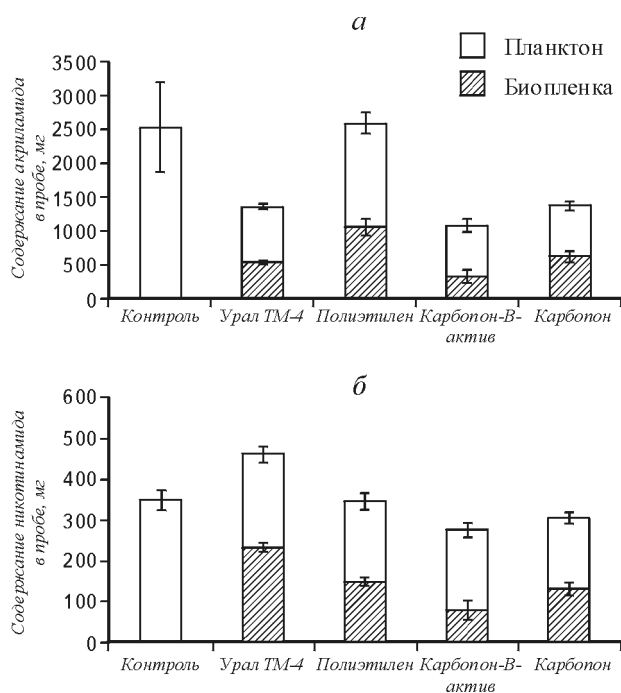 а
Планктон
Биопленка
Содержание акриламида
в пробе, мг
3500
3000
2500
2000
1500
1000
500
0
Контроль Урал ТМ-4 Полиэтилен Карбопон-В- Карбопон
актив
б
Содержание никотинамида
в пробе, мг
600
500
400
300
200
100
0
Контроль Урал ТМ-4 Полиэтилен Карбопон-В- Карбопон
актив